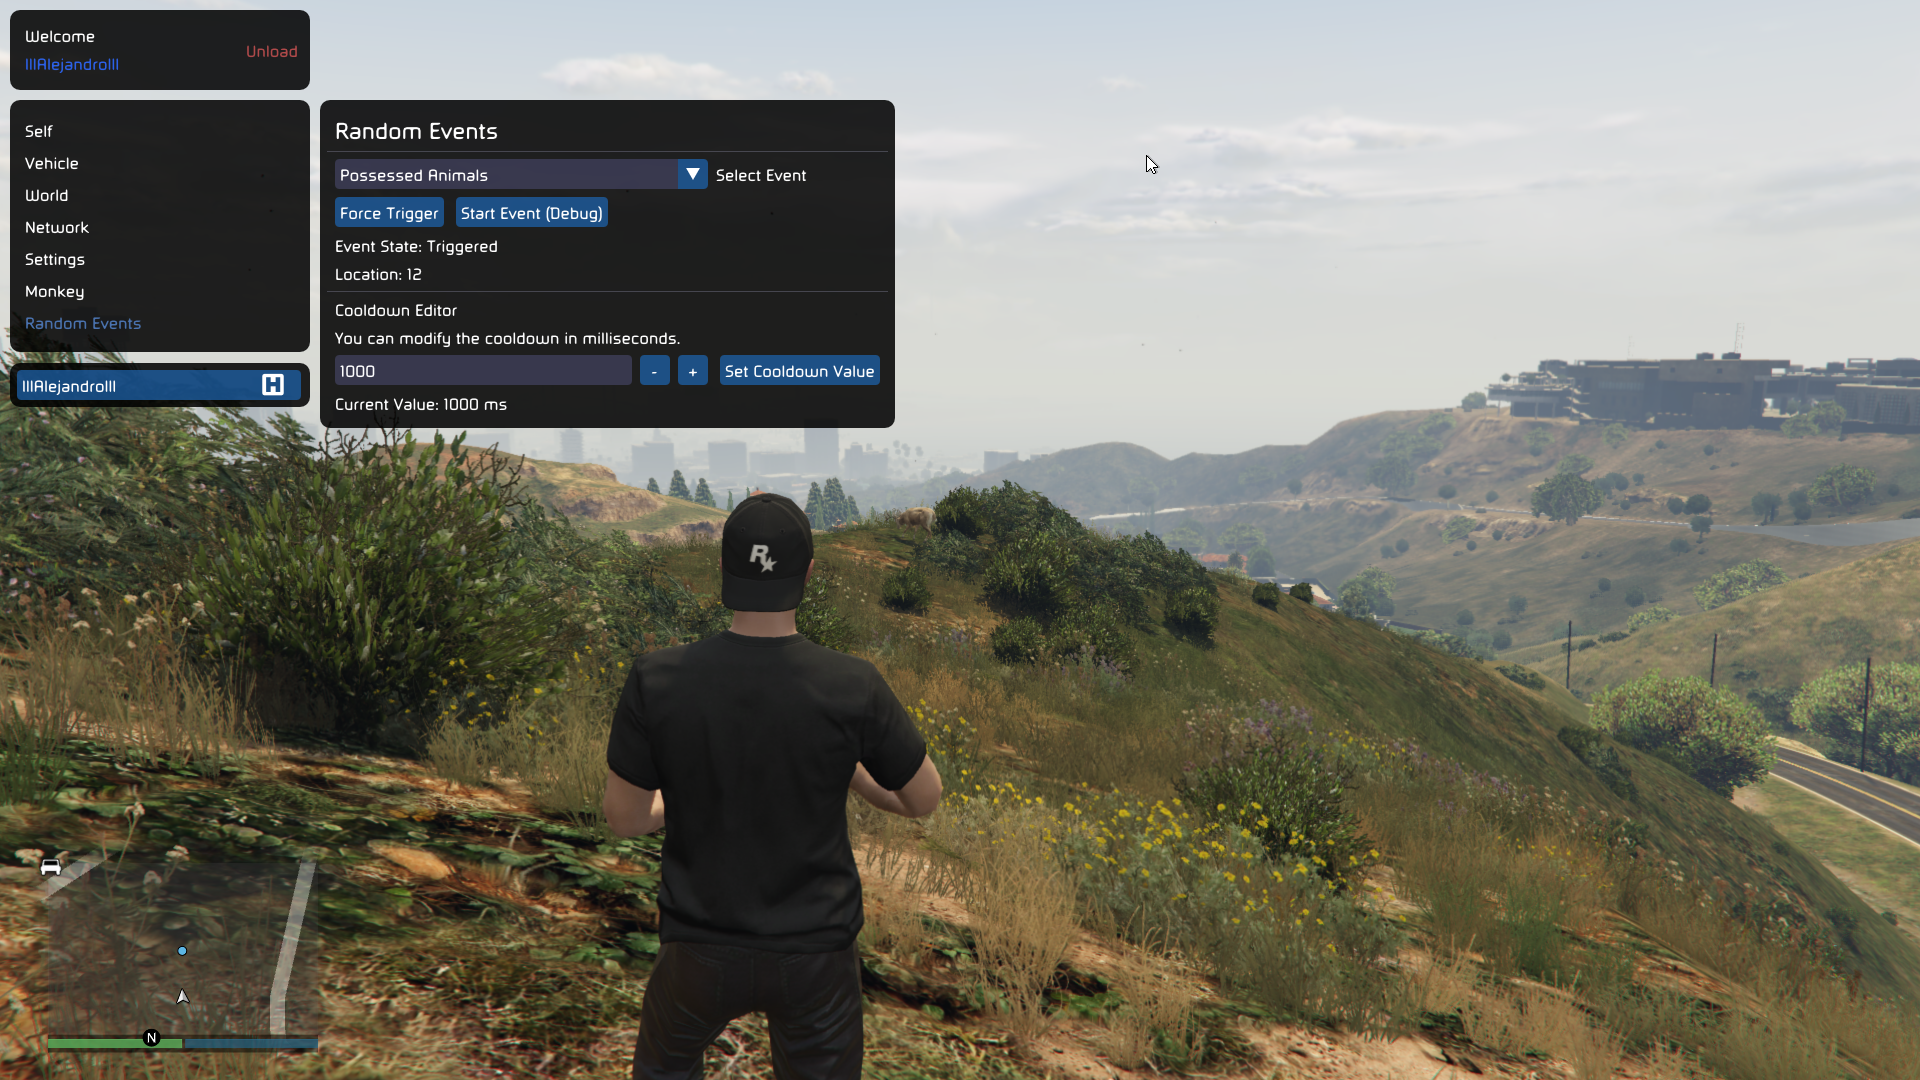 Welcome
lllAlejandrolll
Unload
Self
Vehicle
World
Network
Settings
Monkey
Random Events
lllAlejandrolll H
Random Events
Possessed Animals Select Event
Force Trigger Start Event (Debug)
Event State: Triggered
Location: 12
Cooldown Editor
You can modify the cooldown in milliseconds.
1000 - + Set Cooldown Value
Current Value: 1000 ms
R
N